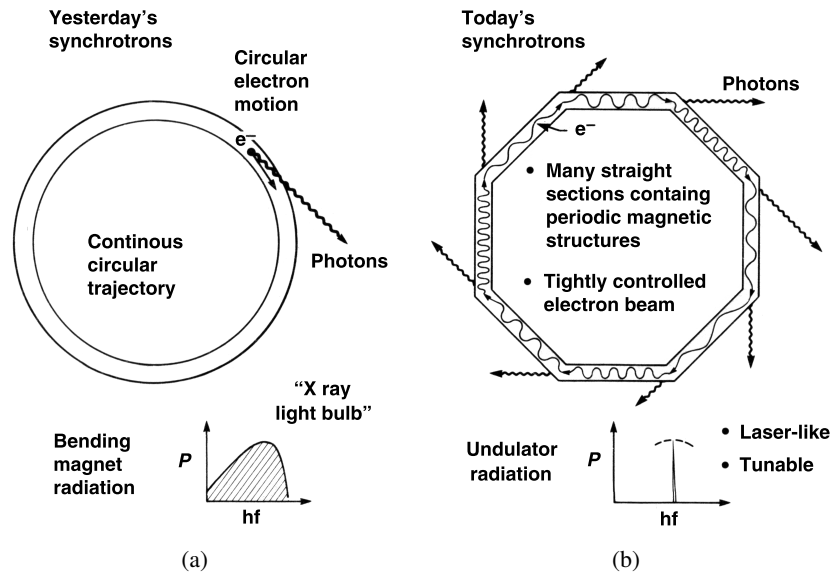 Yesterday's
synchrotrons
Circular
electron
motion
e–
Continous
circular
trajectory
Photons
"X ray
light bulb"
Bending
magnet
radiation
P
hf
(a)
Today's
synchrotrons
Photons
e–
• Many straight
sections containg
periodic magnetic
structures
• Tightly controlled
electron beam
Undulator
radiation
P
hf
• Laser-like
• Tunable
(b)